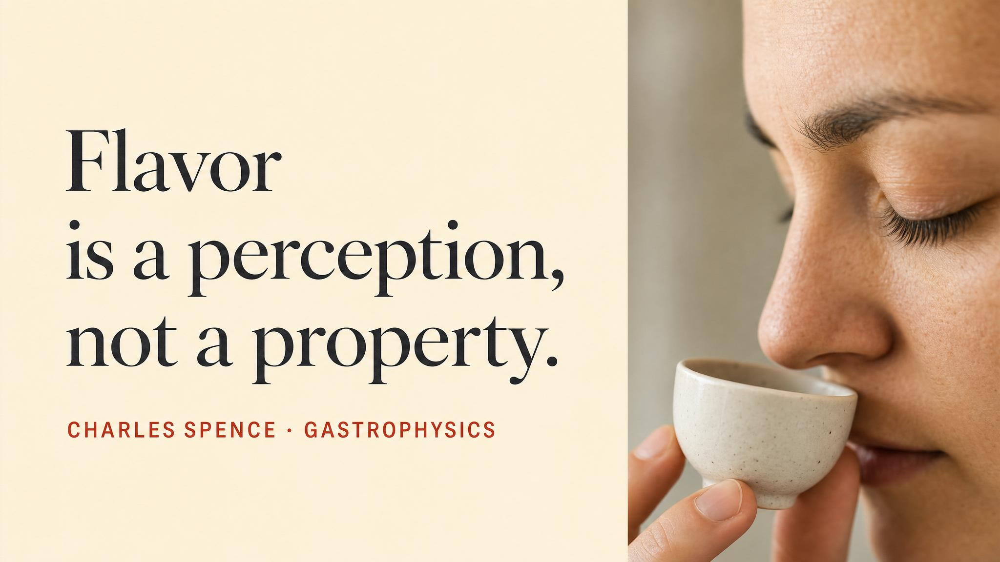 Flavor
is a perception,
not a property.
CHARLES SPENCE · GASTROPHYSICS